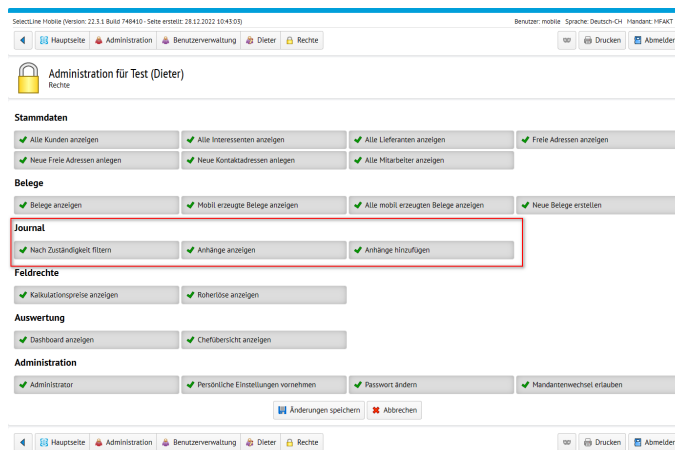 SelectLine Mobile (Version: 22.3.1 Build 748410 - Seite erstellt: 28.12.2022 10:43:03) Benutzer: mobile Sprache: Deutsch-CH Mandant: MFAKT
Hauptseite Administration Benutzerverwaltung Dieter Rechte Drucken Abmelden
Administration für Test (Dieter)
Rechte
Stammdaten
Alle Kunden anzeigen Alle Interessenten anzeigen Alle Lieferanten anzeigen Freie Adressen anzeigen
Neue Freie Adressen anlegen Neue Kontaktadressen anlegen Alle Mitarbeiter anzeigen
Belege
Belege anzeigen Mobil erzeugte Belege anzeigen Alle mobil erzeugten Belege anzeigen Neue Belege erstellen
Journal
Nach Zuständigkeit filtern Anhänge anzeigen Anhänge hinzufügen
Feldrechte
Kalkulationspreise anzeigen Roherlöse anzeigen
Auswertung
Dashboard anzeigen Chefübersicht anzeigen
Administration
Administrator Persönliche Einstellungen vornehmen Passwort ändern Mandantenwechsel erlauben
Änderungen speichern Abbrechen
Hauptseite Administration Benutzerverwaltung Dieter Rechte Drucken Abmelden